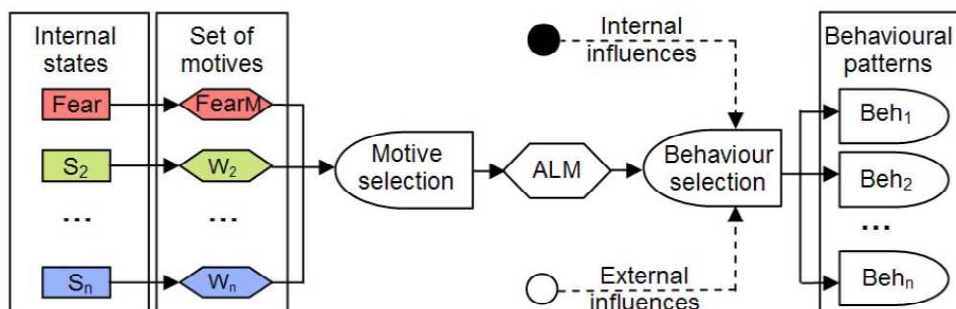 Internal
states
Set of
motives
Internal
influences
Behavioural
patterns
Fear
FearM
Beh1
S2
W2
Motive
selection
ALM
Behaviour
selection
Beh2
...
...
...
Sn
Wn
External
influences
Behn